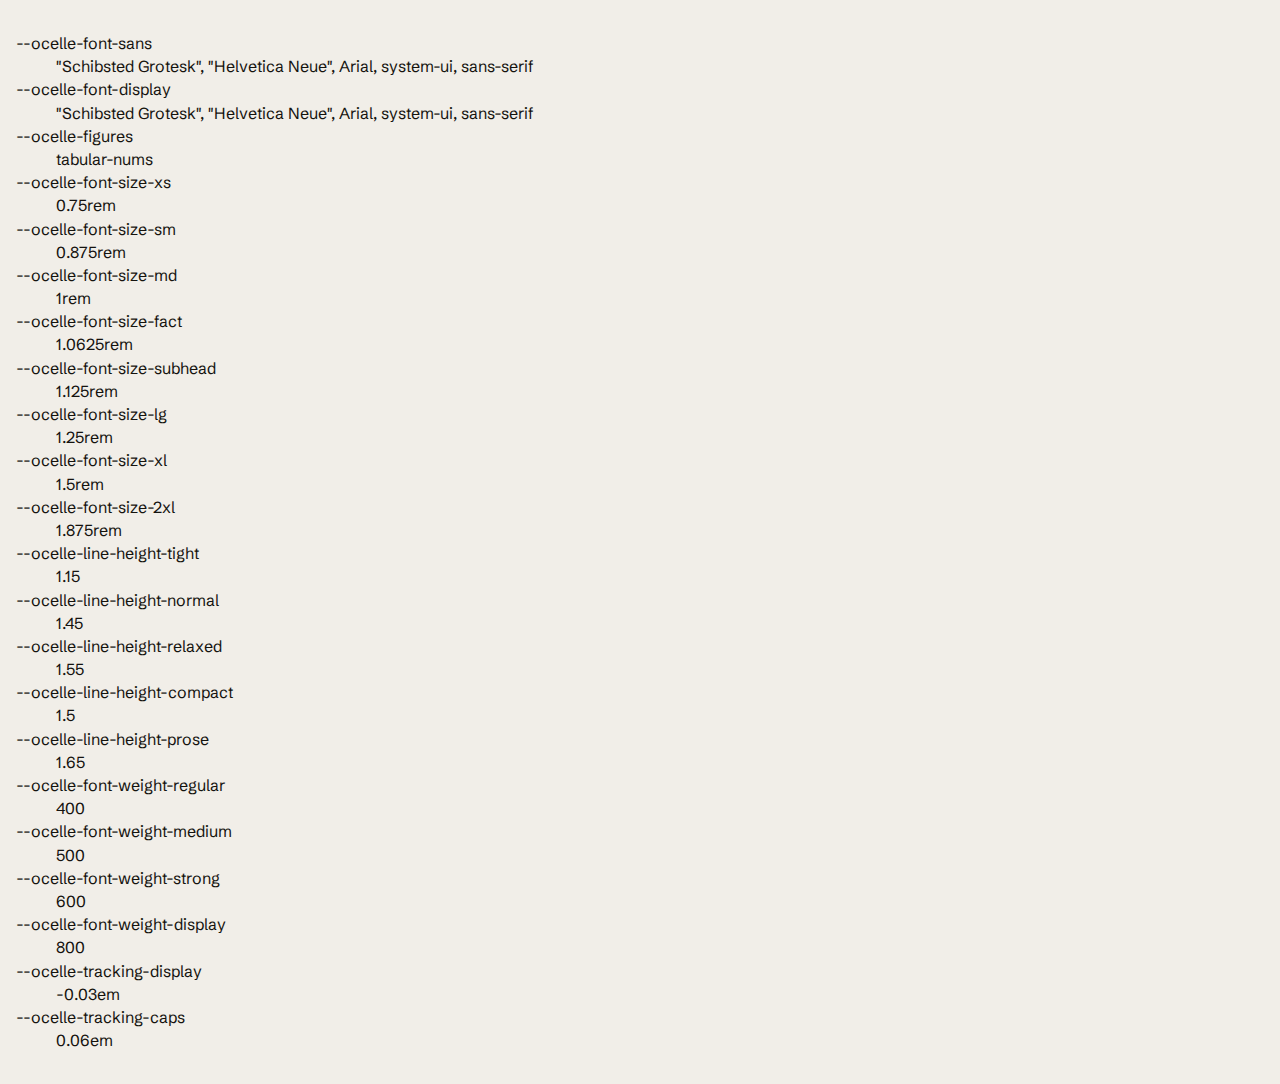 --ocelle-font-sans
"Schibsted Grotesk", "Helvetica Neue", Arial, system-ui, sans-serif
--ocelle-font-display
"Schibsted Grotesk", "Helvetica Neue", Arial, system-ui, sans-serif
--ocelle-figures
tabular-nums
--ocelle-font-size-xs
0.75rem
--ocelle-font-size-sm
0.875rem
--ocelle-font-size-md
1rem
--ocelle-font-size-fact
1.0625rem
--ocelle-font-size-subhead
1.125rem
--ocelle-font-size-lg
1.25rem
--ocelle-font-size-xl
1.5rem
--ocelle-font-size-2xl
1.875rem
--ocelle-line-height-tight
1.15
--ocelle-line-height-normal
1.45
--ocelle-line-height-relaxed
1.55
--ocelle-line-height-compact
1.5
--ocelle-line-height-prose
1.65
--ocelle-font-weight-regular
400
--ocelle-font-weight-medium
500
--ocelle-font-weight-strong
600
--ocelle-font-weight-display
800
--ocelle-tracking-display
-0.03em
--ocelle-tracking-caps
0.06em